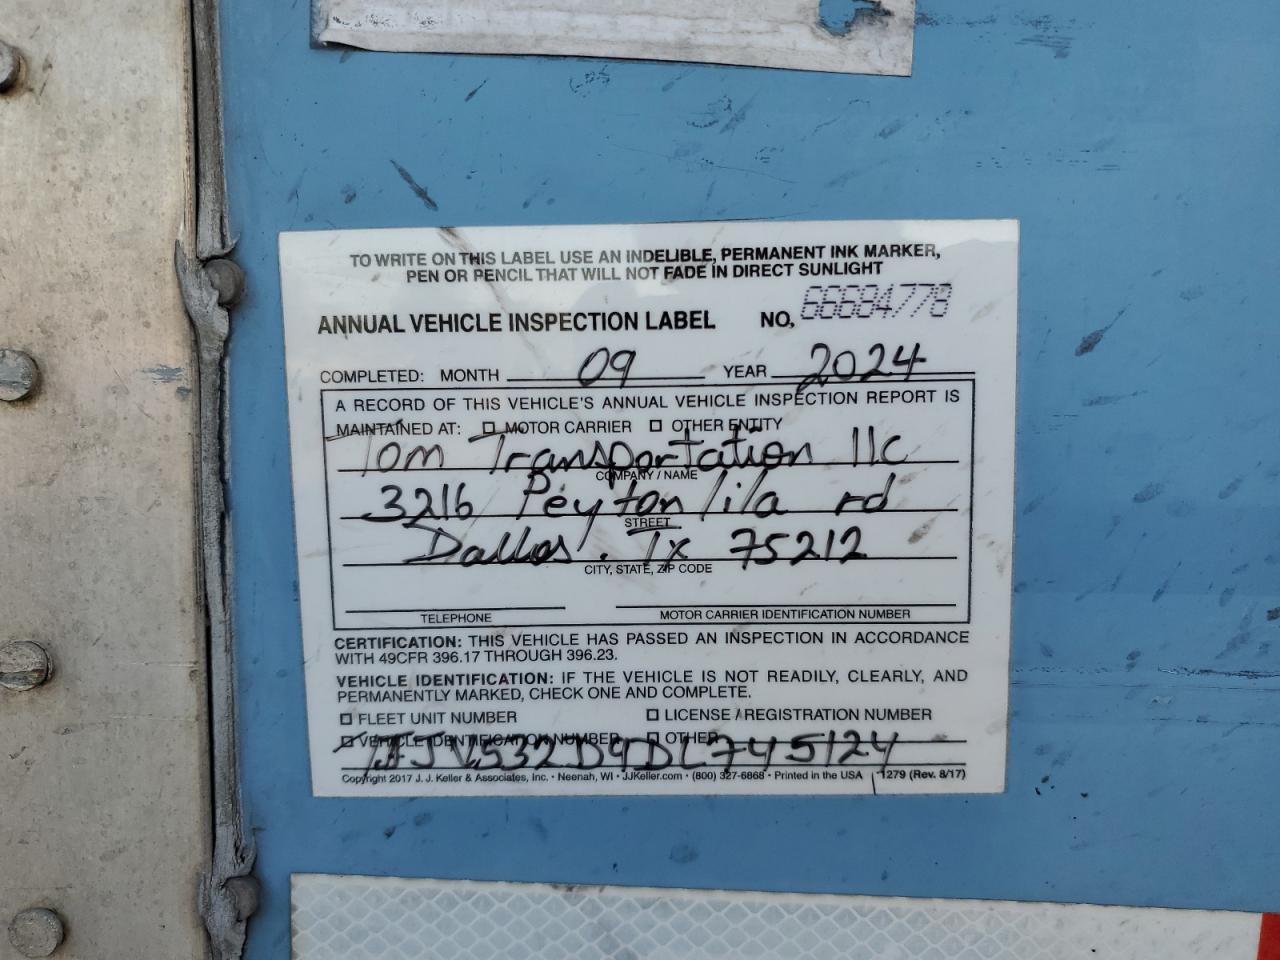 TO WRITE ON THIS LABEL USE AN INDELIBLE, PERMANENT INK MARKER,
PEN OR PENCIL THAT WILL NOT FADE IN DIRECT SUNLIGHT
ANNUAL VEHICLE INSPECTION LABEL NO. 66684778
COMPLETED: MONTH 09 YEAR 2024
A RECORD OF THIS VEHICLE'S ANNUAL VEHICLE INSPECTION REPORT IS
MAINTAINED AT: ☐ MOTOR CARRIER ☐ OTHER ENTITY
Tom Transportation llc
COMPANY / NAME
3216 Peyton lila rd
STREET
Dallas. Tx 75212
CITY, STATE, ZIP CODE
TELEPHONE MOTOR CARRIER IDENTIFICATION NUMBER
CERTIFICATION: THIS VEHICLE HAS PASSED AN INSPECTION IN ACCORDANCE
WITH 49CFR 396.17 THROUGH 396.23.
VEHICLE IDENTIFICATION: IF THE VEHICLE IS NOT READILY, CLEARLY, AND
PERMANENTLY MARKED, CHECK ONE AND COMPLETE.
☐ FLEET UNIT NUMBER ☐ LICENSE / REGISTRATION NUMBER
☐ VEHICLE IDENTIFICATION NUMBER ☐ OTHER
1JJV532D9DL745124
Copyright 2017 J. J. Keller & Associates, Inc. • Neenah, WI • JJKeller.com • (800) 327-6868 • Printed in the USA 1279 (Rev. 8/17)